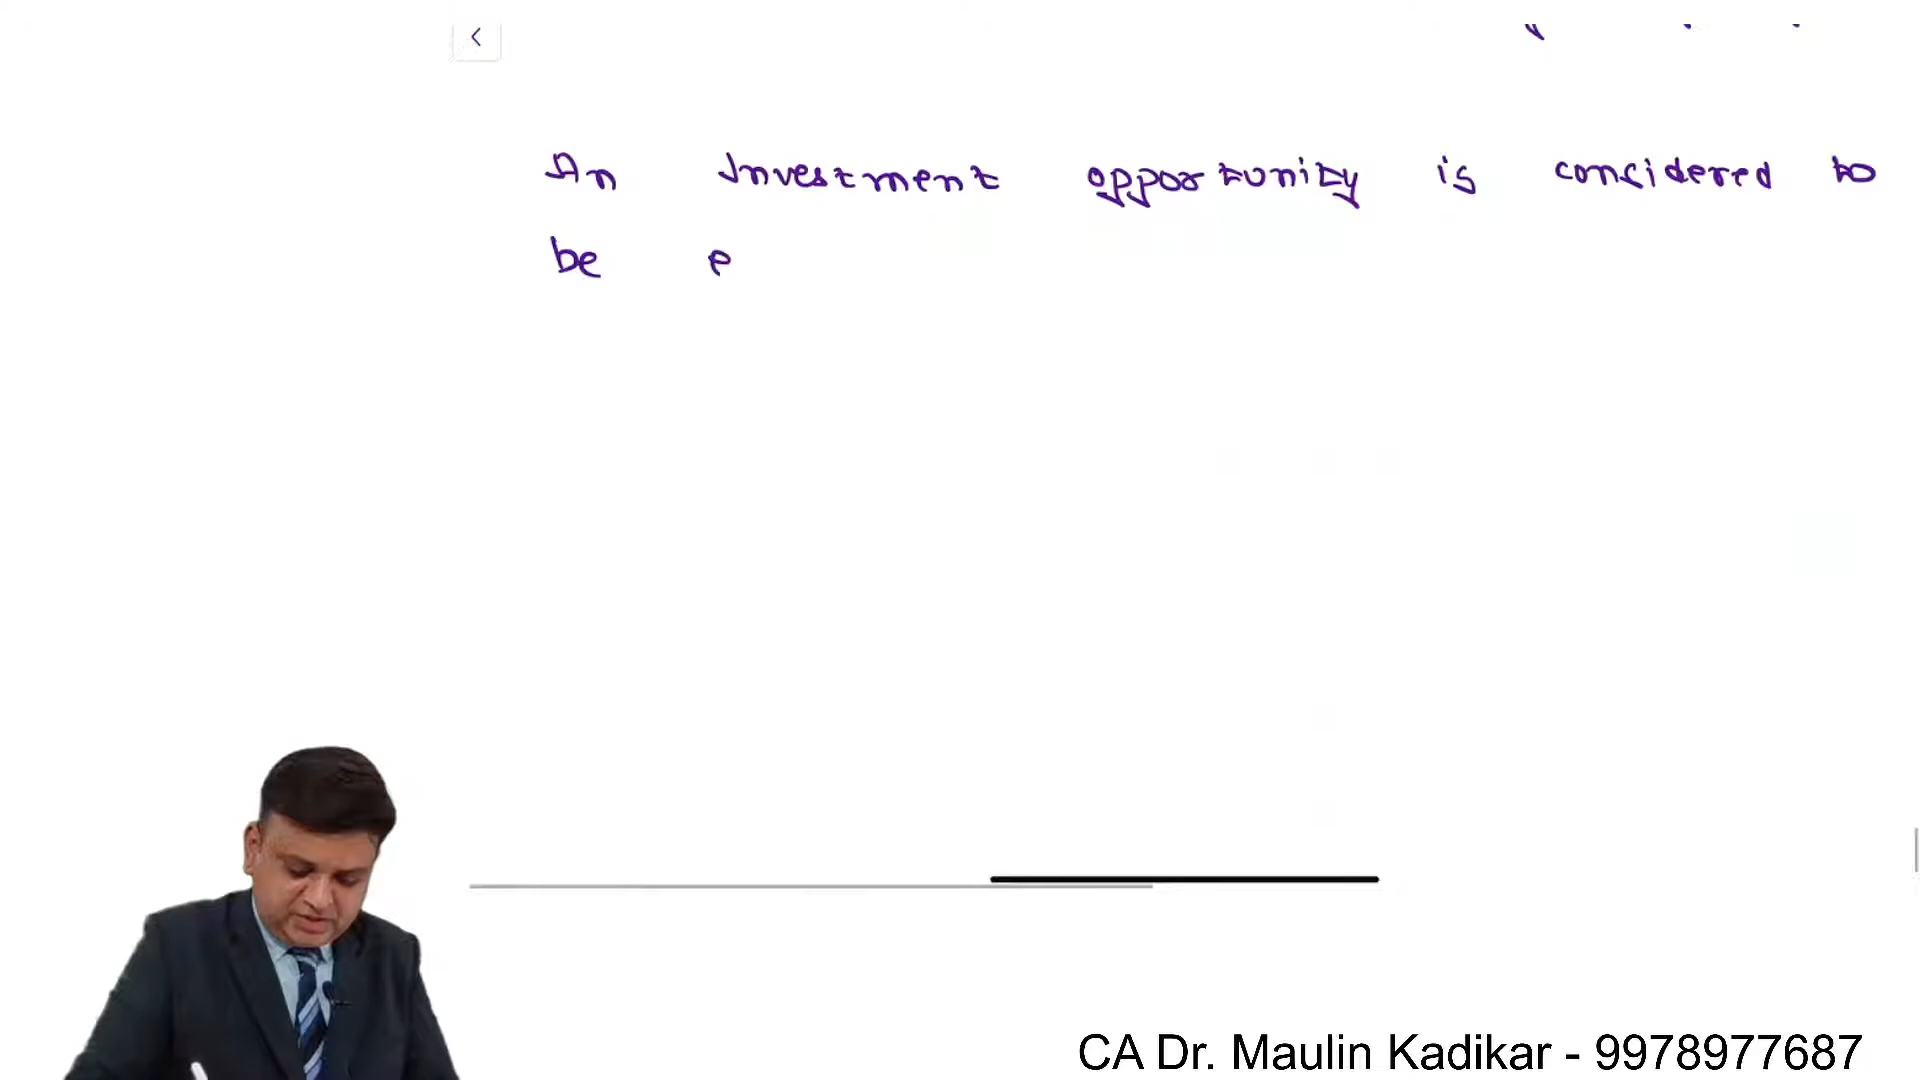 An Investment opportunity is considered to
be e
CA Dr. Maulin Kadikar - 9978977687